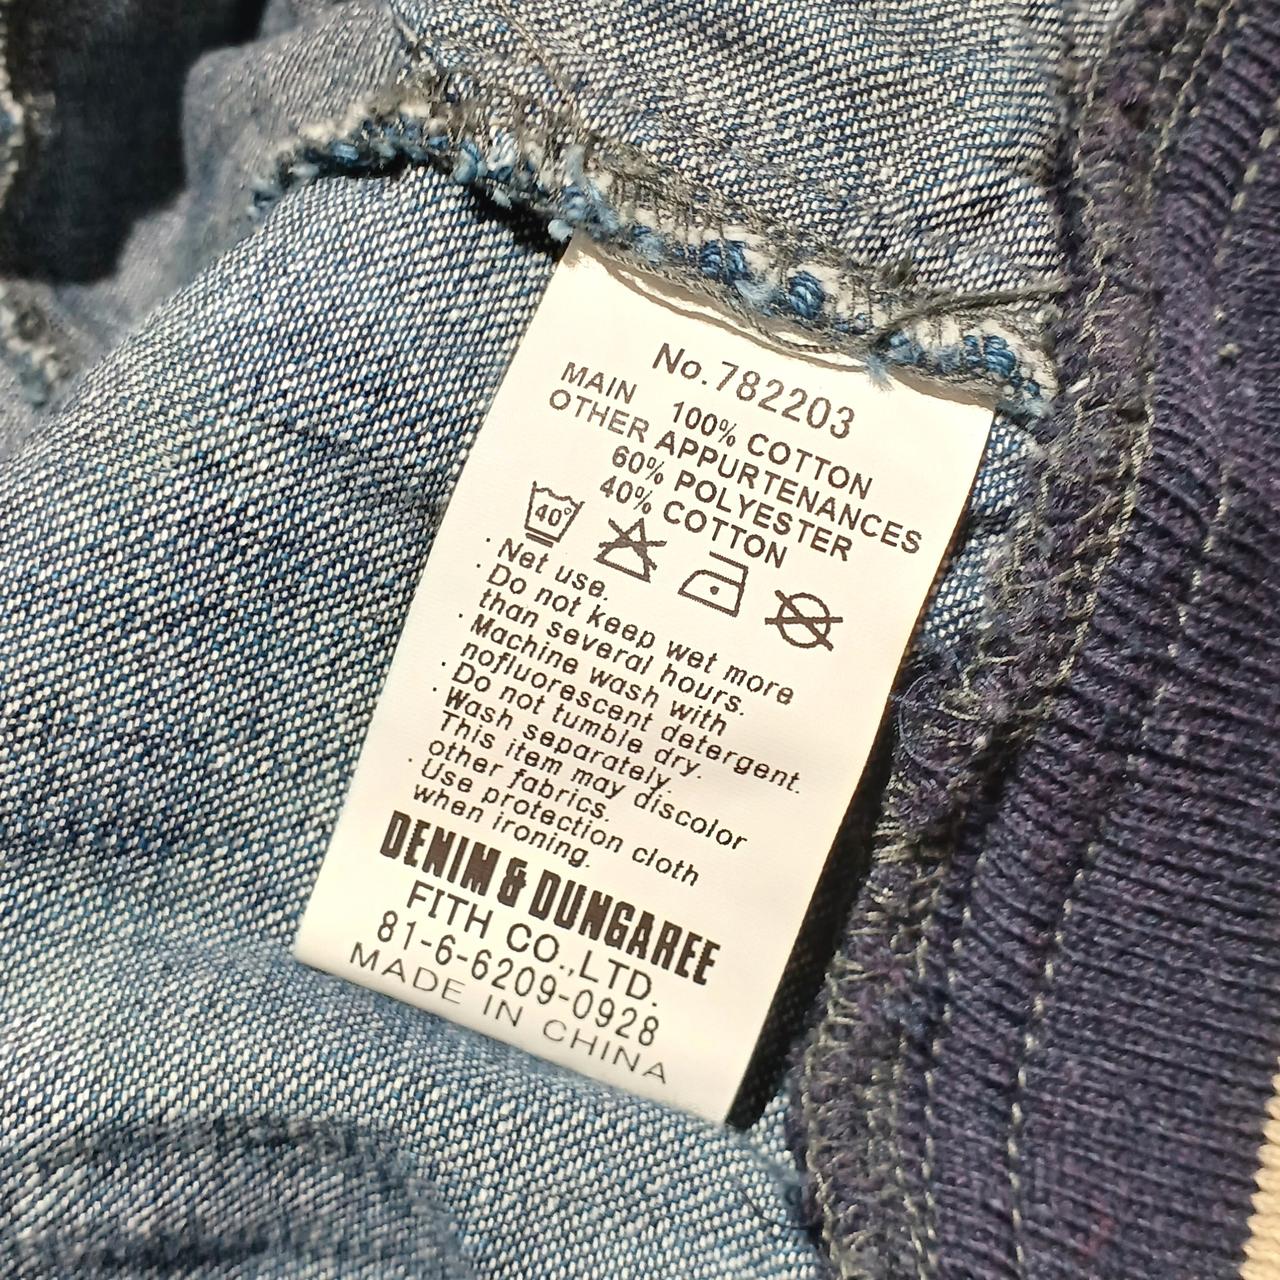 No.782203
MAIN 100% COTTON
OTHER APPURTENANCES
60% POLYESTER
40% COTTON
40°
· Net use.
· Do not keep wet more
than several hours.
· Machine wash with
nofluorescent detergent.
· Do not tumble dry.
· Wash separately.
This item may discolor
other fabrics.
· Use protection cloth
when ironing.
DENIM & DUNGAREE
FITH CO.,LTD.
81-6-6209-0928
MADE IN CHINA